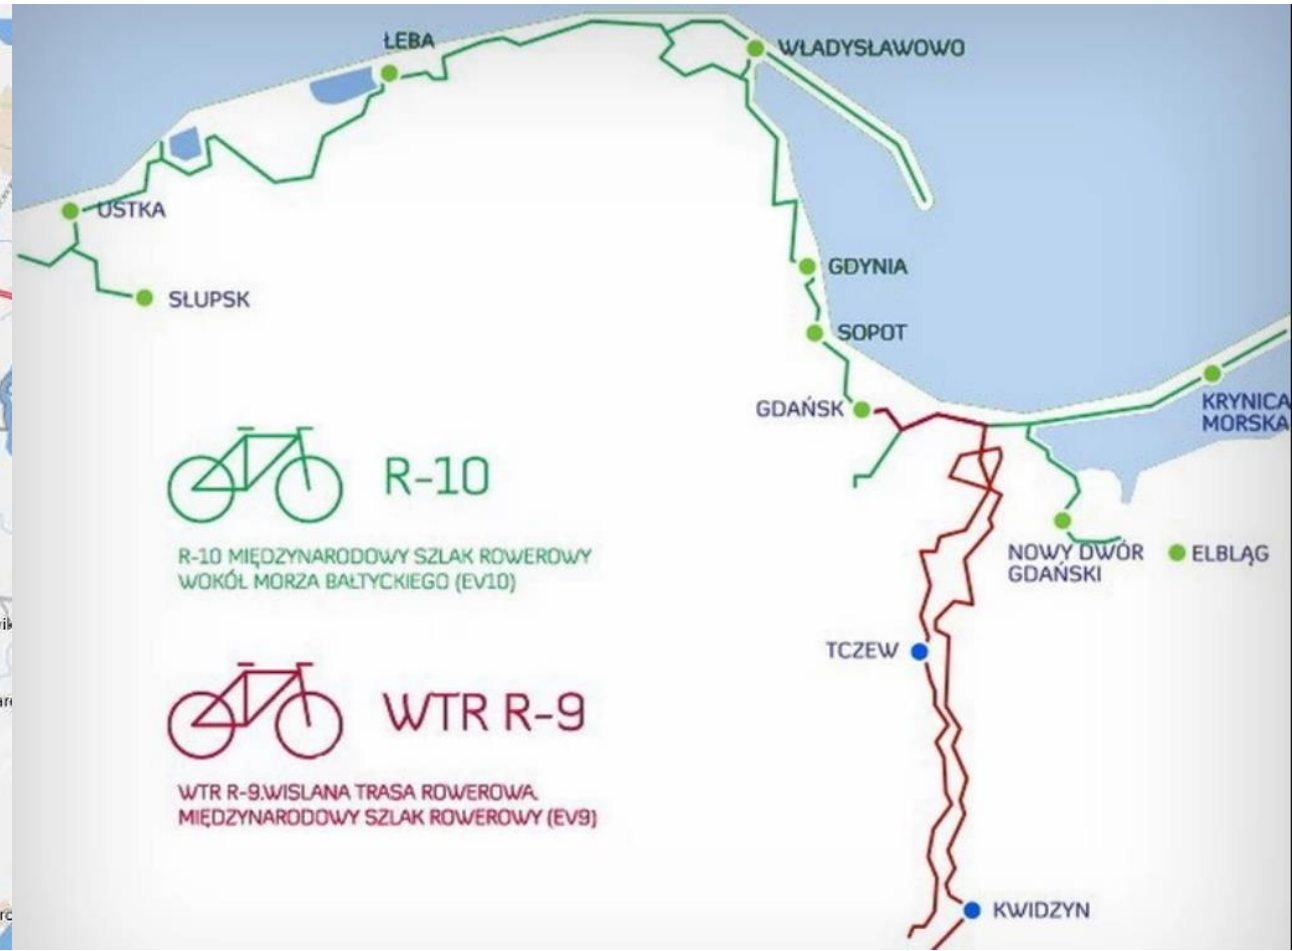 ŁEBA
WŁADYSŁAWOWO
USTKA
SŁUPSK
GDYNIA
SOPOT
GDAŃSK
KRYNICA
MORSKA
R-10
R-10 MIĘDZYNARODOWY SZLAK ROWEROWY
WOKÓŁ MORZA BAŁTYCKIEGO (EV10)
NOWY DWÓR
GDAŃSKI
ELBLĄG
TCZEW
WTR R-9
WTR R-9.WISLANA TRASA ROWEROWA
MIĘDZYNARODOWY SZLAK ROWEROWY (EV9)
KWIDZYN